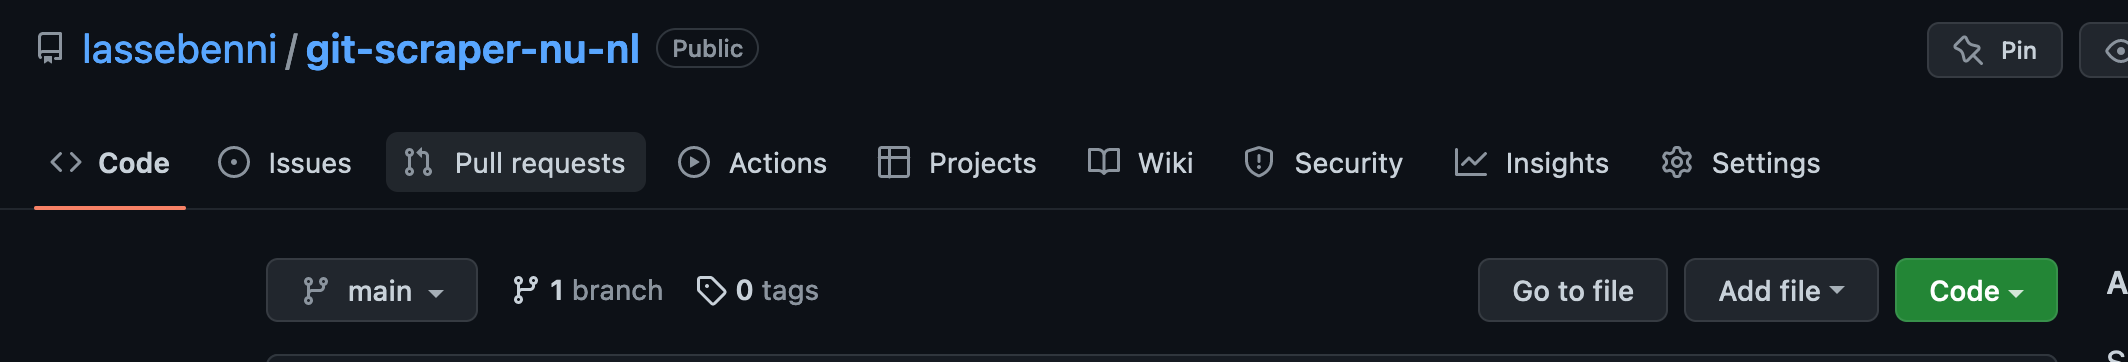 lassebenni / git-scraper-nu-nl Public Pin
Code Issues Pull requests Actions Projects Wiki Security Insights Settings
main 1 branch 0 tags Go to file Add file Code A